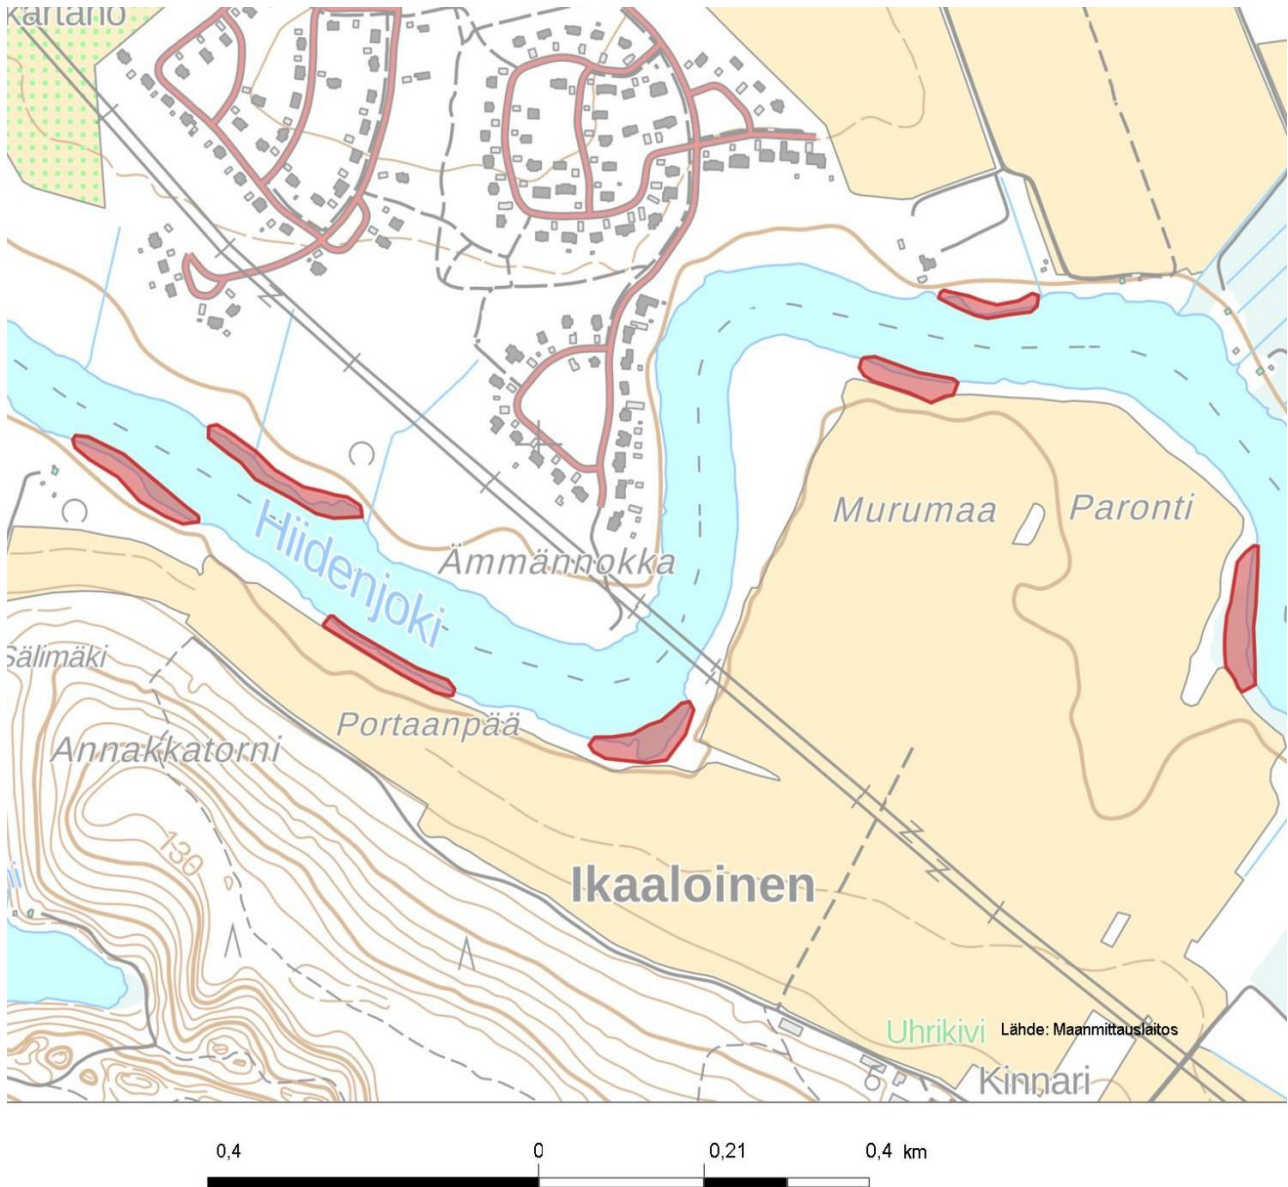 kartano
Murumaa
Paronti
Hiidenjoki
Ämmännokka
Sälimäki
Portaanpää
Annakkatorni
130
Ikaaloinen
Uhrikivi
Lähde: Maanmittauslaitos
Kinnari
0,4 0 0,21 0,4 km